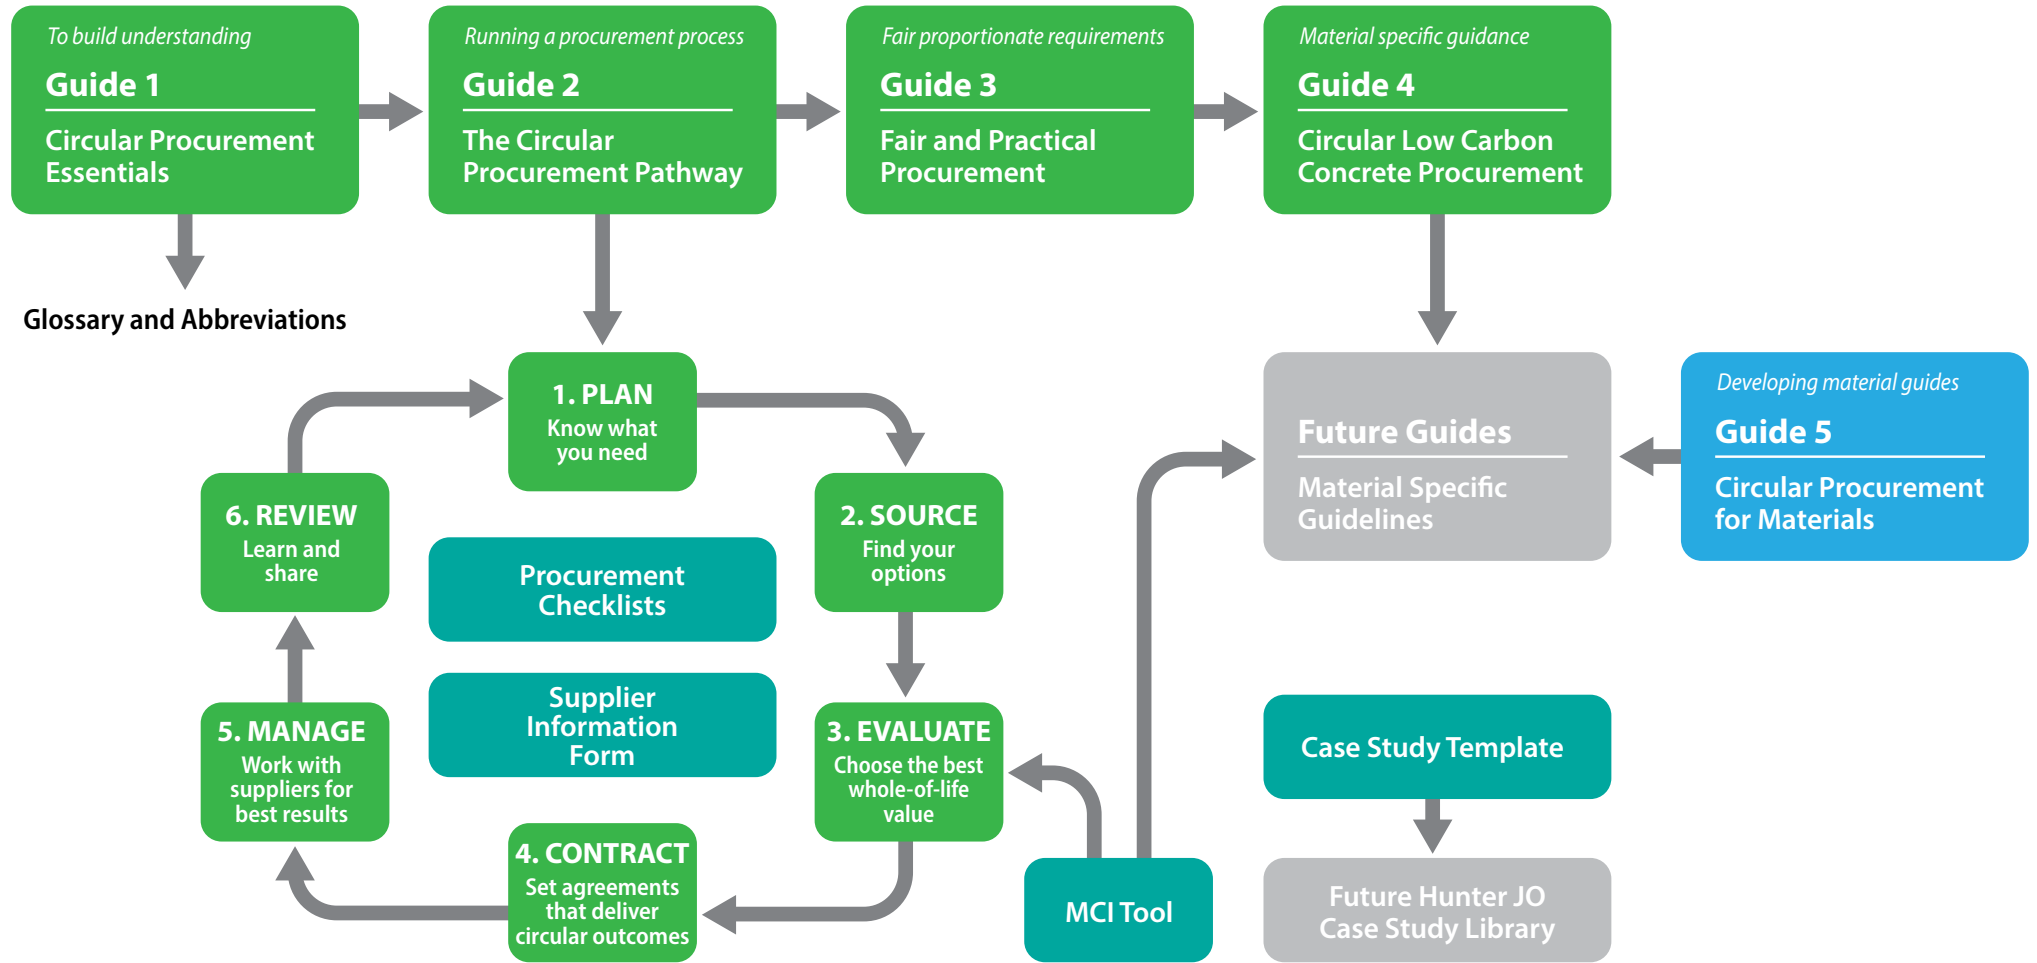 To build understanding
Guide 1
Circular Procurement
Essentials
Running a procurement process
Guide 2
The Circular
Procurement Pathway
Fair proportionate requirements
Guide 3
Fair and Practical
Procurement
Material specific guidance
Guide 4
Circular Low Carbon
Concrete Procurement
Glossary and Abbreviations
1. PLAN
Know what
you need
2. SOURCE
Find your
options
3. EVALUATE
Choose the best
whole-of-life
value
4. CONTRACT
Set agreements
that deliver
circular outcomes
5. MANAGE
Work with
suppliers for
best results
6. REVIEW
Learn and
share
Procurement
Checklists
Supplier
Information
Form
MCI Tool
Future Guides
Material Specific
Guidelines
Developing material guides
Guide 5
Circular Procurement
for Materials
Case Study Template
Future Hunter JO
Case Study Library